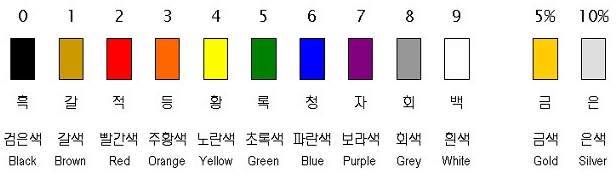 0 1 2 3 4 5 6 7 8 9 5% 10%
흑 갈 적 등 황 록 청 자 회 백 금 은
검은색 갈색 빨간색 주황색 노란색 초록색 파란색 보라색 회색 흰색 금색 은색
Black Brown Red Orange Yellow Green Blue Purple Grey White Gold Silver